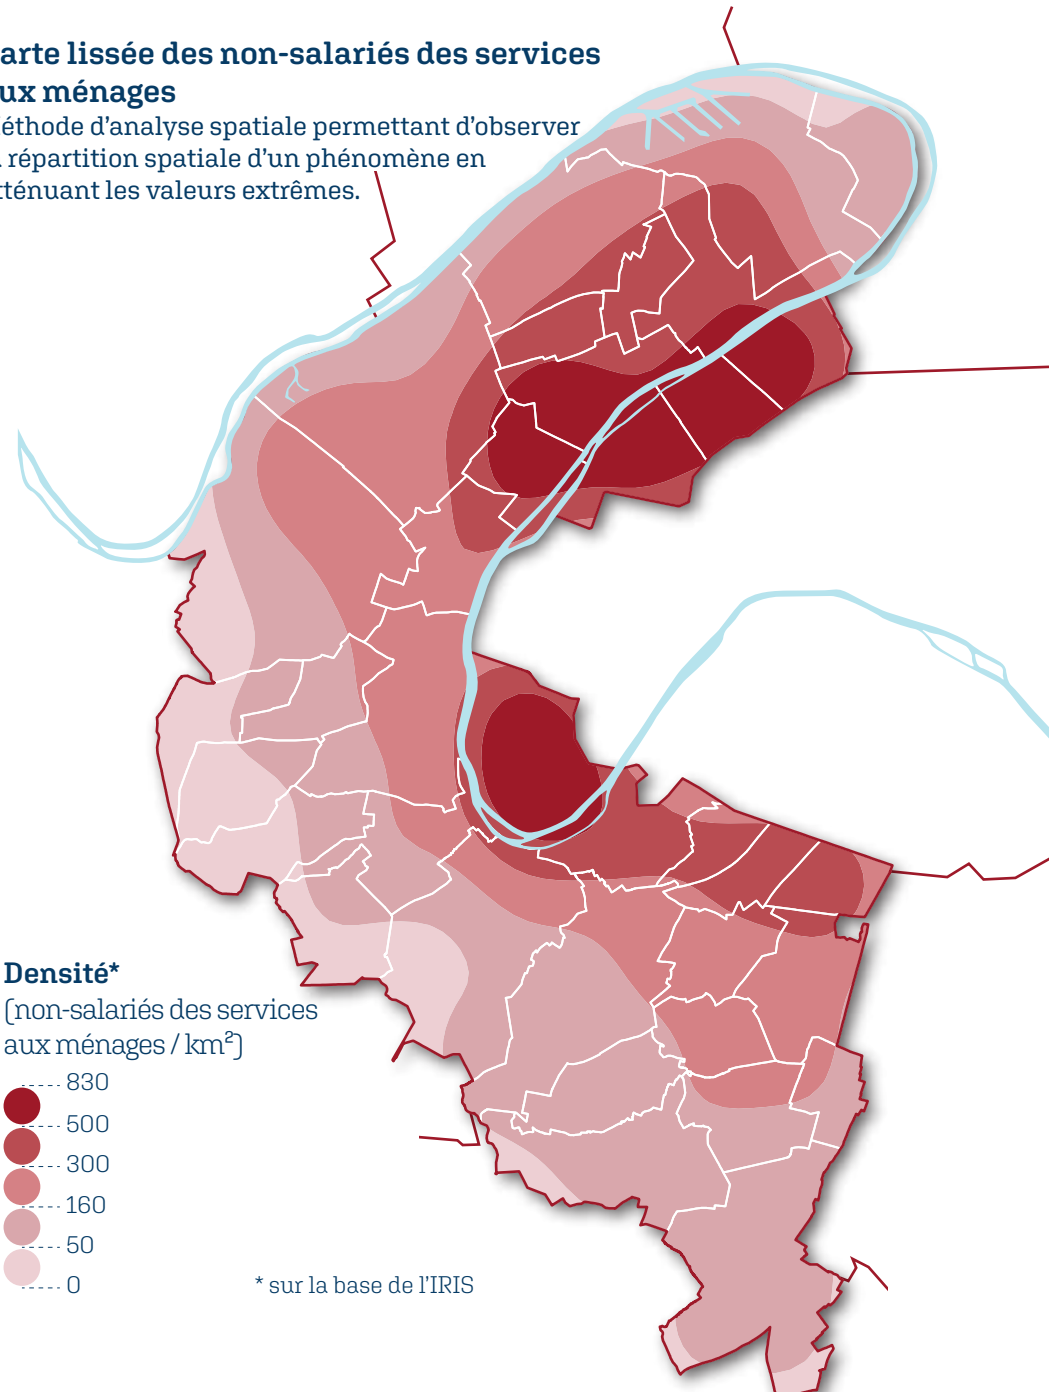 arte lissée des non-salariés des services
ux ménages
éthode d'analyse spatiale permettant d'observer
répartition spatiale d'un phénomène en
tténuant les valeurs extrêmes.
Densité*
(non-salariés des services
aux ménages / km²)
830
500
300
160
50
0
* sur la base de l'IRIS